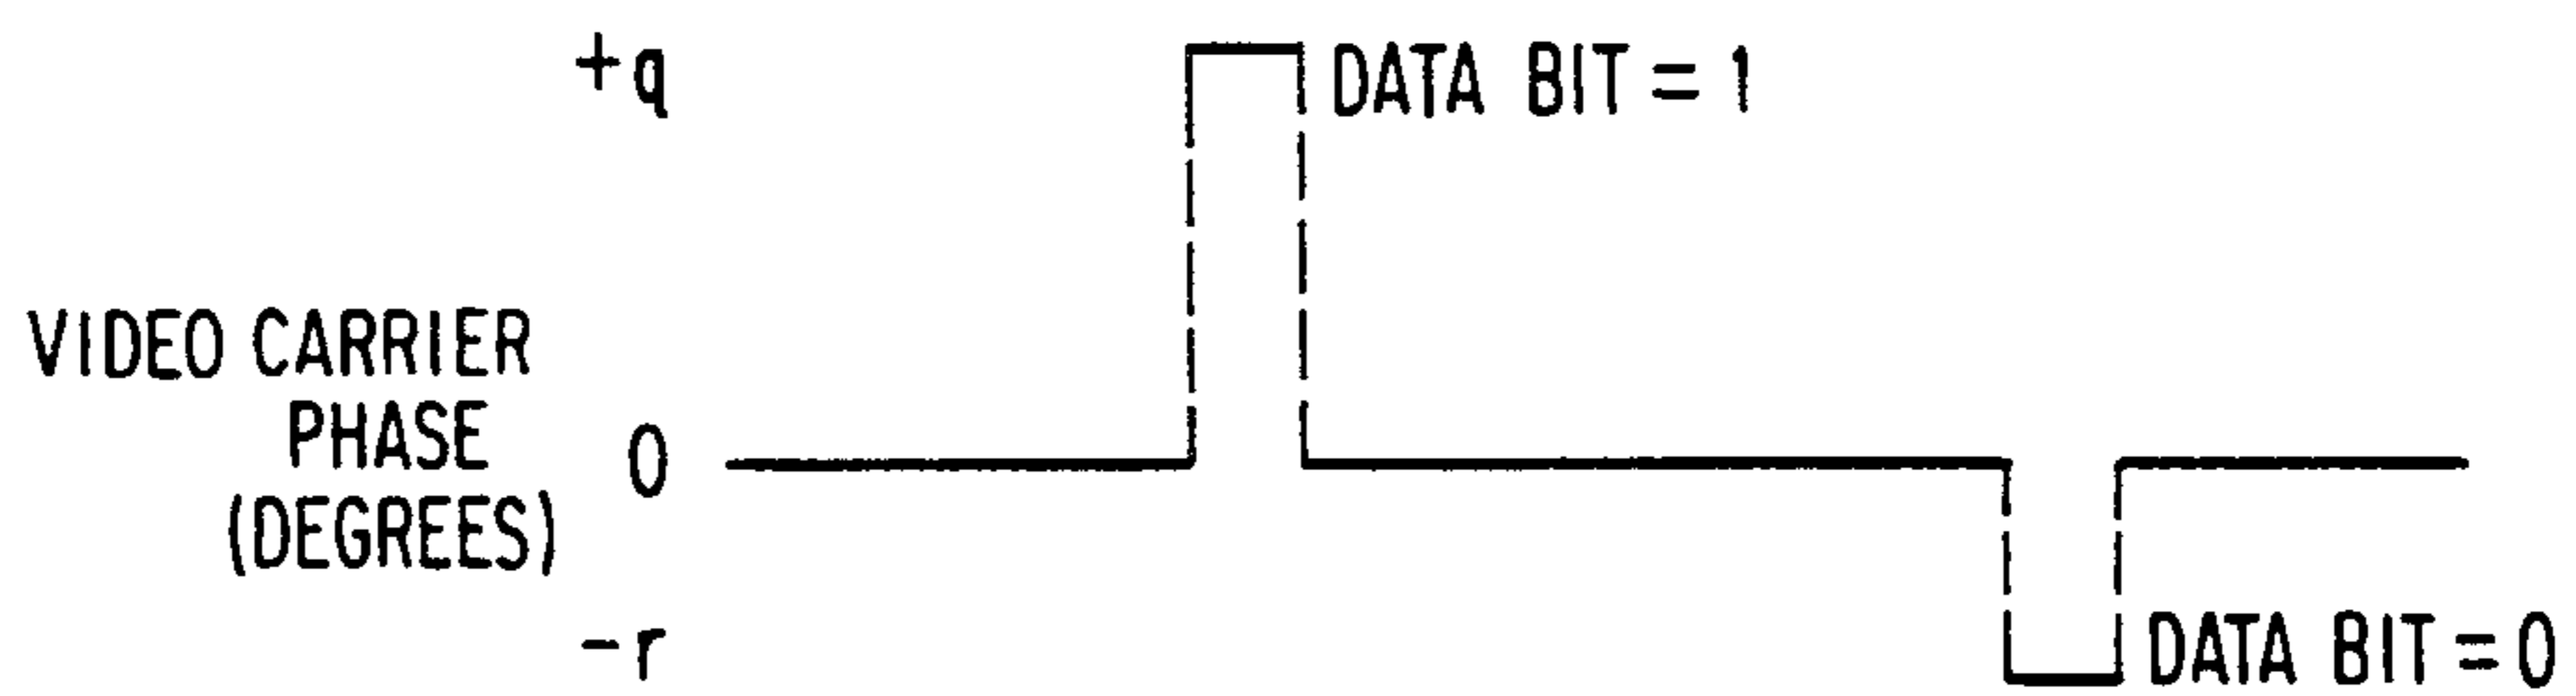 +q
DATA BIT = 1
VIDEO CARRIER
PHASE
(DEGREES)
0
-r
DATA BIT = 0